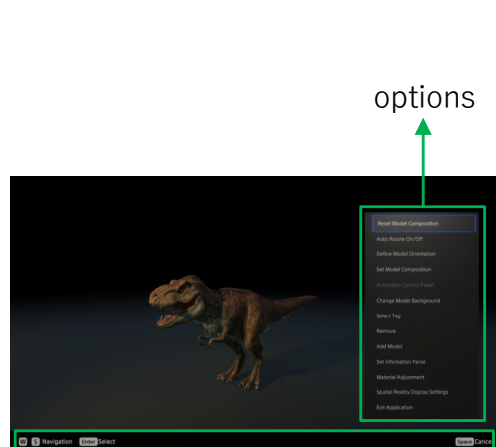 options
Reset Model Composition
Auto Rotate On/Off
Define Model Orientation
Set Model Composition
Animation Control Panel
Change Model Background
Select Tag
Remove
Add Model
Set Infomation Panel
Material Adjustment
Spatial Reality Display Settings
Exit Application
W S Navigation Enter Select Space Cance